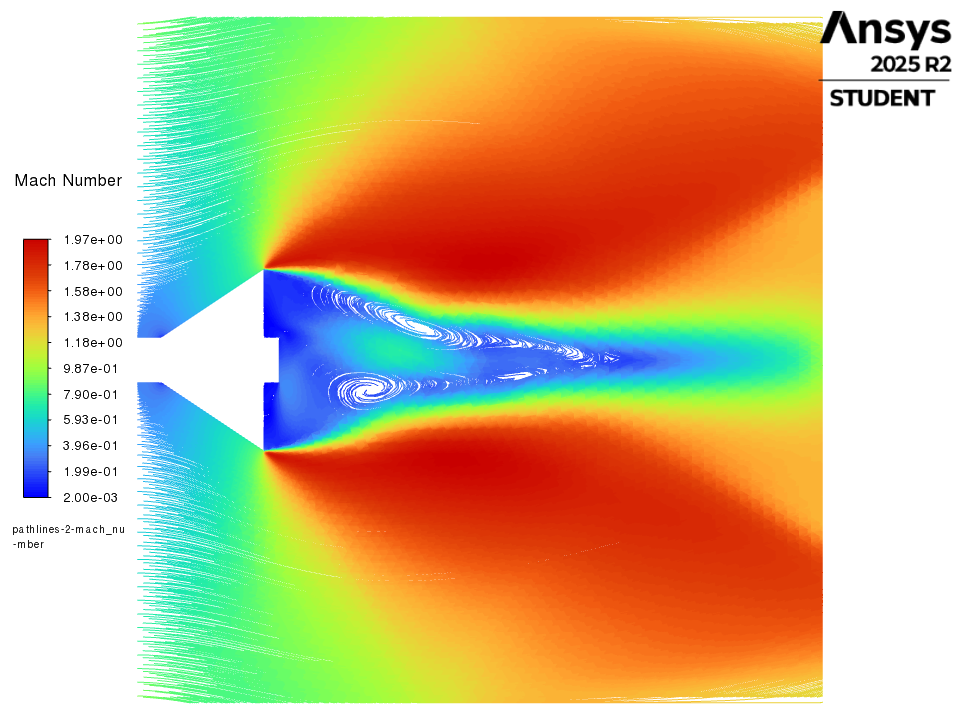 Ansys
2025 R2
STUDENT
Mach Number
1.97e+00
1.78e+00
1.58e+00
1.38e+00
1.18e+00
9.87e-01
7.90e-01
5.93e-01
3.96e-01
1.99e-01
2.00e-03
pathlines-2-mach_nu
-mber